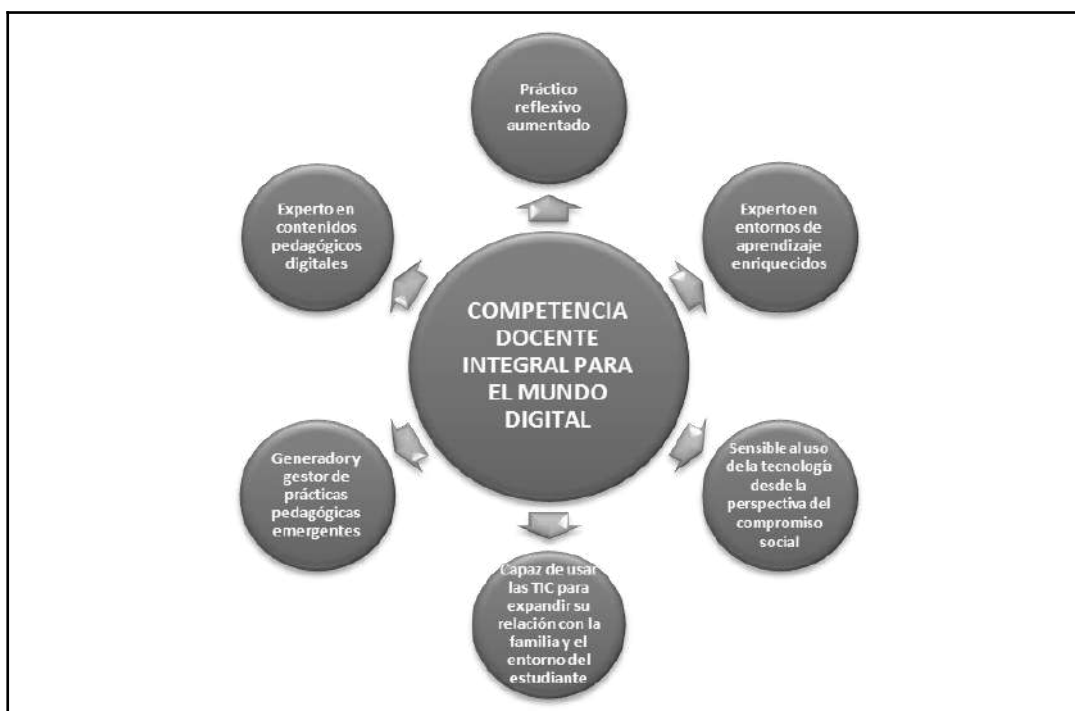 Práctico
reflexivo
aumentado
Experto en
contenidos
pedagógicos
digitales
Experto en
entornos de
aprendizaje
enriquecidos
COMPETENCIA
DOCENTE
INTEGRAL PARA
EL MUNDO
DIGITAL
Generador y
gestor de
prácticas
pedagógicas
emergentes
Sensible al uso
de la tecnología
desde la
perspectiva del
compromiso
social
Capaz de usar
las TIC para
expandir su
relación con la
familia y el
entorno del
estudiante